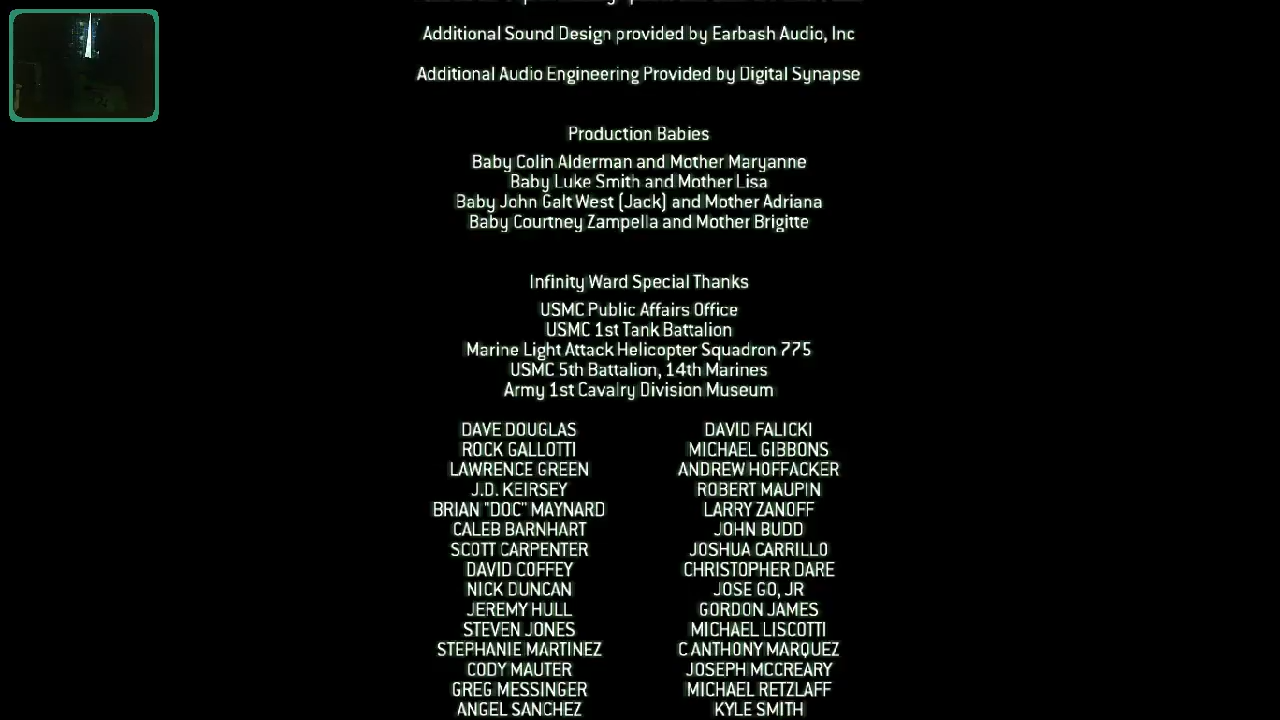 Additional Sound Design provided by Earbash Audio, Inc
Additional Audio Engineering Provided by Digital Synapse
Production Babies
Baby Colin Alderman and Mother Maryanne
Baby Luke Smith and Mother Lisa
Baby John Galt West (Jack) and Mother Adriana
Baby Courtney Zampella and Mother Brigitte
Infinity Ward Special Thanks
USMC Public Affairs Office
USMC 1st Tank Battalion
Marine Light Attack Helicopter Squadron 775
USMC 5th Battalion, 14th Marines
Army 1st Cavalry Division Museum
DAVE DOUGLAS DAVID FALICKI
ROCK GALLOTTI MICHAEL GIBBONS
LAWRENCE GREEN ANDREW HOFFACKER
J.D. KEIRSEY ROBERT MAUPIN
BRIAN "DOC" MAYNARD LARRY ZANOFF
CALEB BARNHART JOHN BUDD
SCOTT CARPENTER JOSHUA CARRILLO
DAVID COFFEY CHRISTOPHER DARE
NICK DUNCAN JOSE GO, JR
JEREMY HULL GORDON JAMES
STEVEN JONES MICHAEL LISCOTTI
STEPHANIE MARTINEZ C ANTHONY MARQUEZ
CODY MAUTER JOSEPH MCCREARY
GREG MESSINGER MICHAEL RETZLAFF
ANGEL SANCHEZ KYLE SMITH